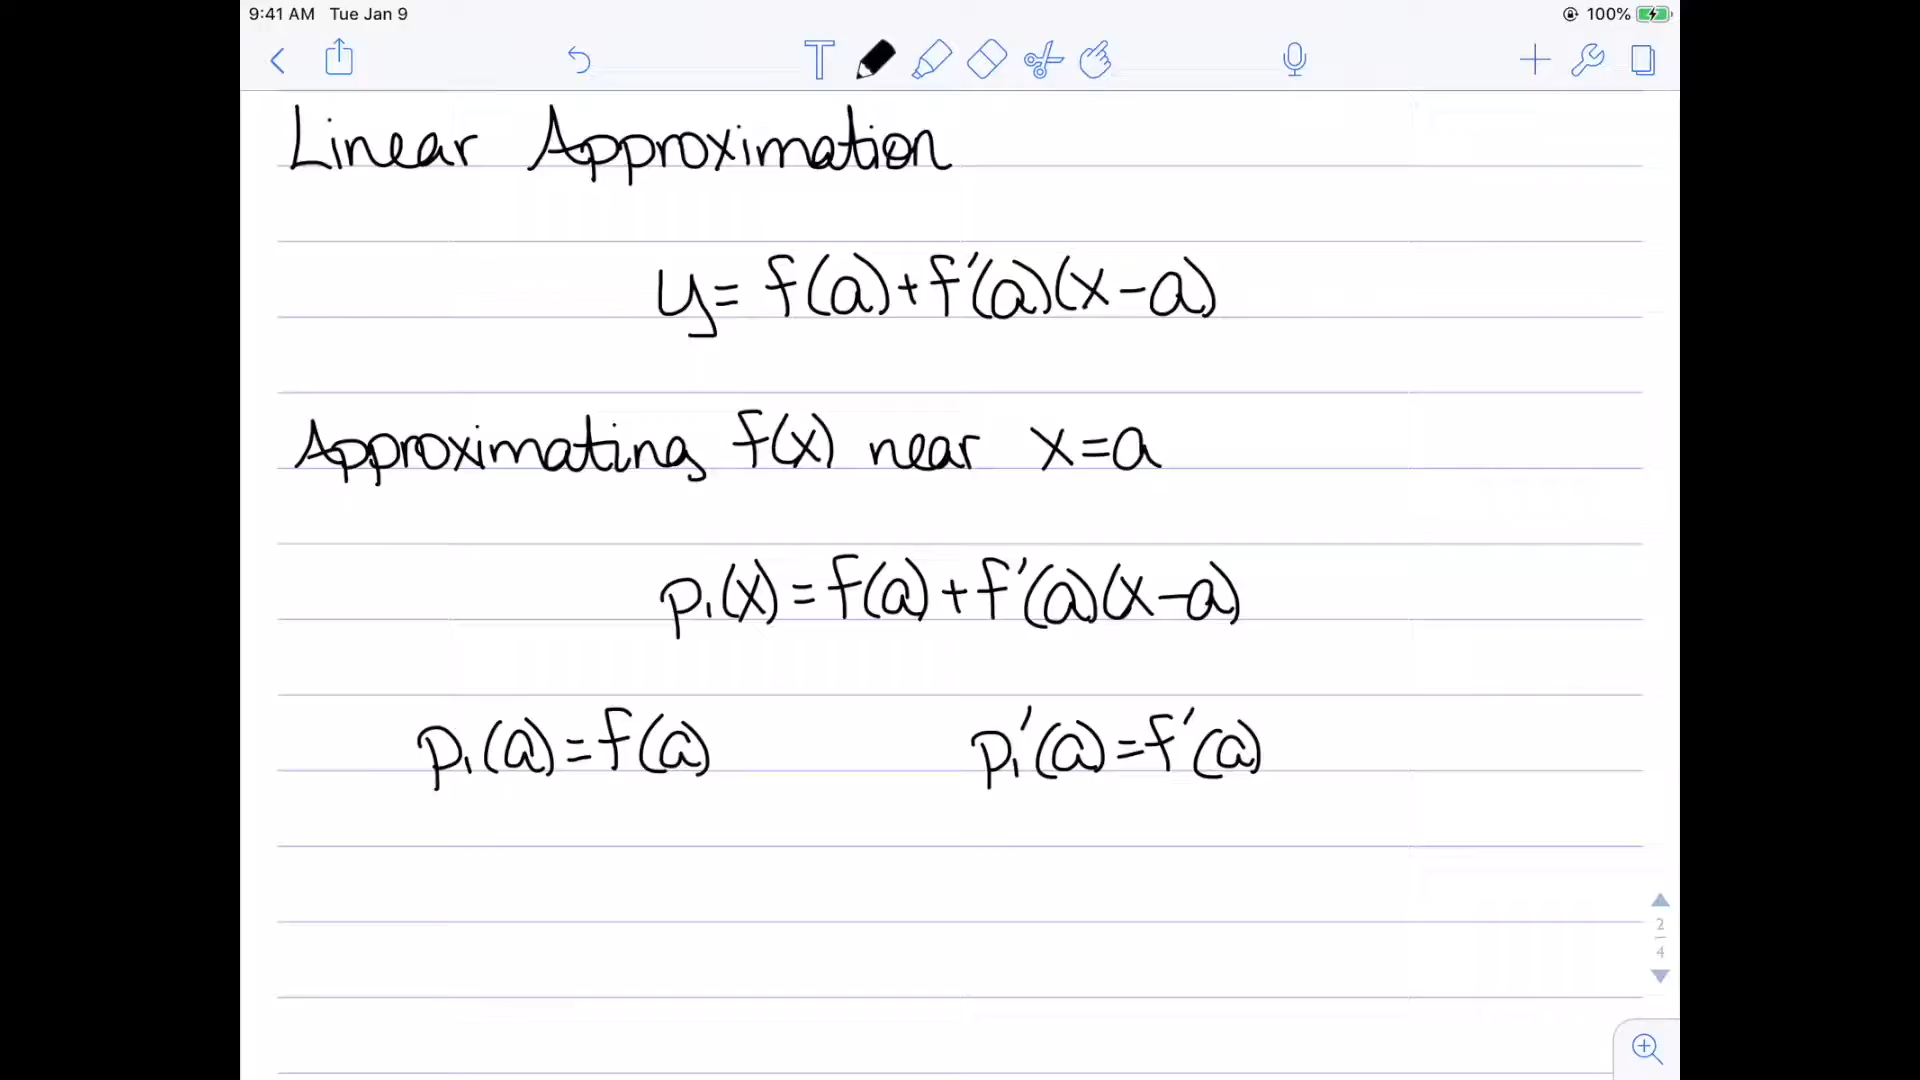 9:41 AM Tue Jan 9 100%
T
Linear Approximation
y = f(a) + f'(a)(x - a)
Approximating f(x) near x = a
p₁(x) = f(a) + f'(a)(x - a)
p₁(a) = f(a) p₁'(a) = f'(a)
2
4